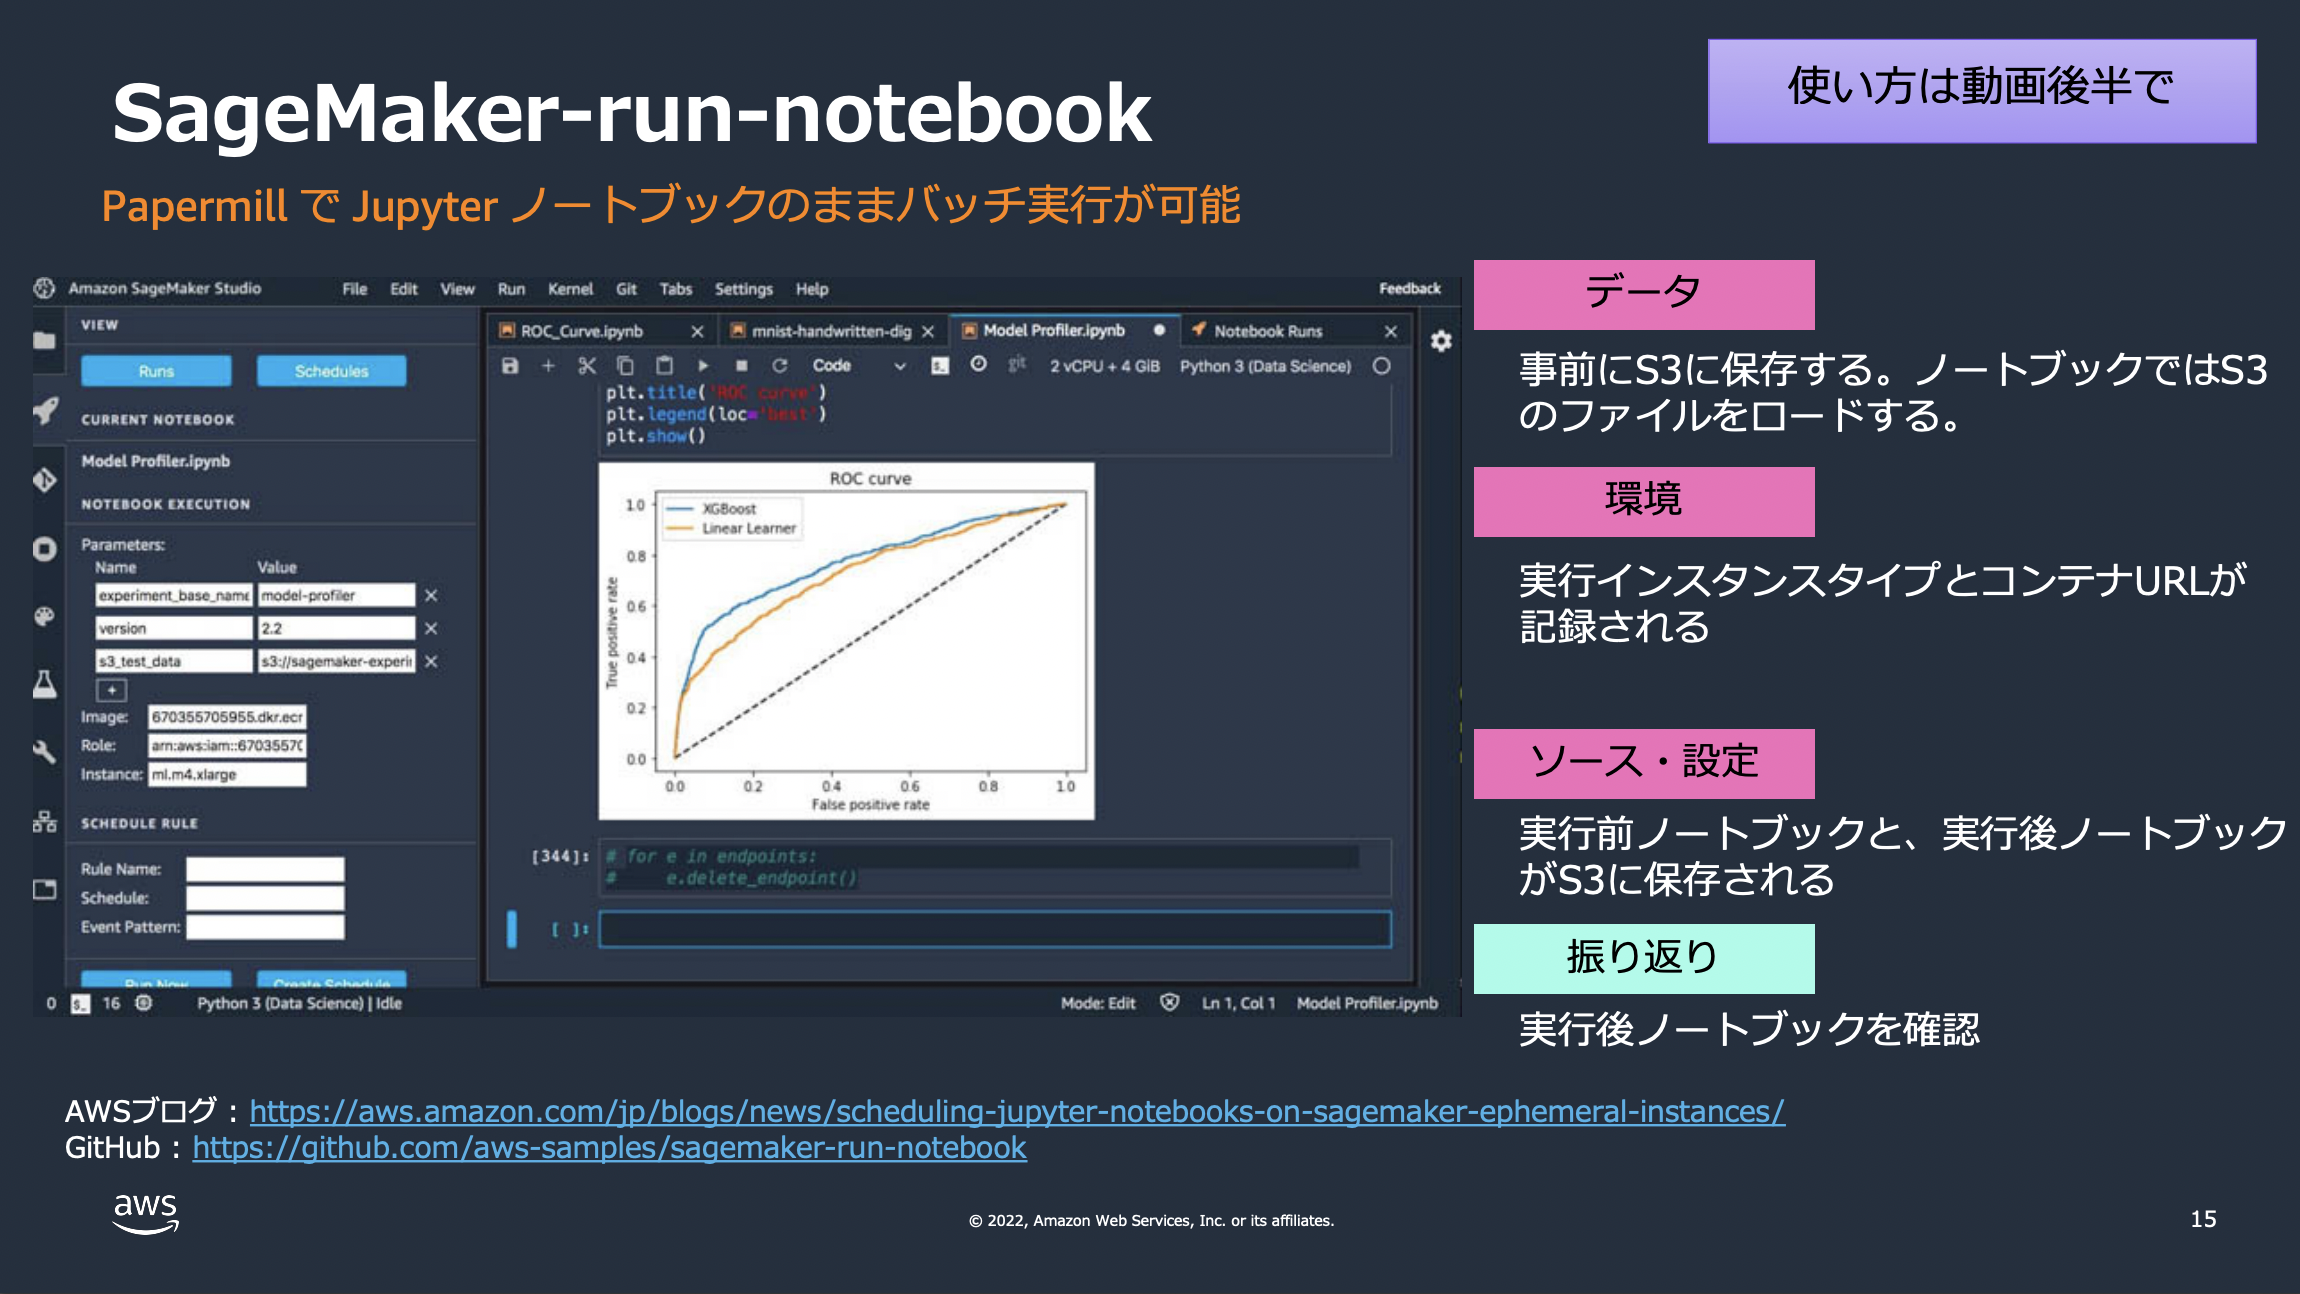 SageMaker-run-notebook
使い方は動画後半で
Papermill で Jupyter ノートブックのままバッチ実行が可能
Amazon SageMaker Studio
File Edit View Run Kernel Git Tabs Settings Help
Feedback
VIEW
Runs Schedules
CURRENT NOTEBOOK
Model Profiler.ipynb
NOTEBOOK EXECUTION
Parameters:
Name Value
experiment_base_name model-profiler
version 2.2
s3_test_data s3://sagemaker-experi
+
Image: 670355705955.dkr.ecr
Role: arn:aws:iam::67035570
Instance: ml.m4.xlarge
SCHEDULE RULE
Rule Name:
Schedule:
Event Pattern:
Run Now Create Schedule
ROC_Curve.ipynb mnist-handwritten-dig Model Profiler.ipynb Notebook Runs
Code git 2 vCPU + 4 GiB Python 3 (Data Science)
plt.title('ROC curve')
plt.legend(loc='best')
plt.show()
ROC curve
XGBoost
Linear Learner
True positive rate
1.0
0.8
0.6
0.4
0.2
0.0
0.0 0.2 0.4 0.6 0.8 1.0
False positive rate
[344]: # for e in endpoints:
# e.delete_endpoint()
[ ]:
0 16 Python 3 (Data Science) | Idle
Mode: Edit Ln 1, Col 1 Model Profiler.ipynb
データ
事前にS3に保存する。ノートブックではS3
のファイルをロードする。
環境
実行インスタンスタイプとコンテナURLが
記録される
ソース・設定
実行前ノートブックと、実行後ノートブック
がS3に保存される
振り返り
実行後ノートブックを確認
AWSブログ：https://aws.amazon.com/jp/blogs/news/scheduling-jupyter-notebooks-on-sagemaker-ephemeral-instances/
GitHub：https://github.com/aws-samples/sagemaker-run-notebook
aws
© 2022, Amazon Web Services, Inc. or its affiliates.
15